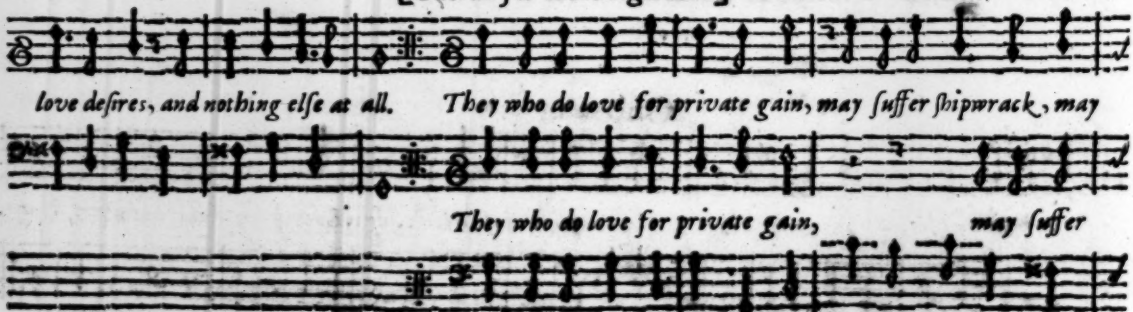 love deſires, and nothing elſe at all. They who do love for private gain, may ſuffer ſhipwrack, may
They who do love for private gain, may ſuffer